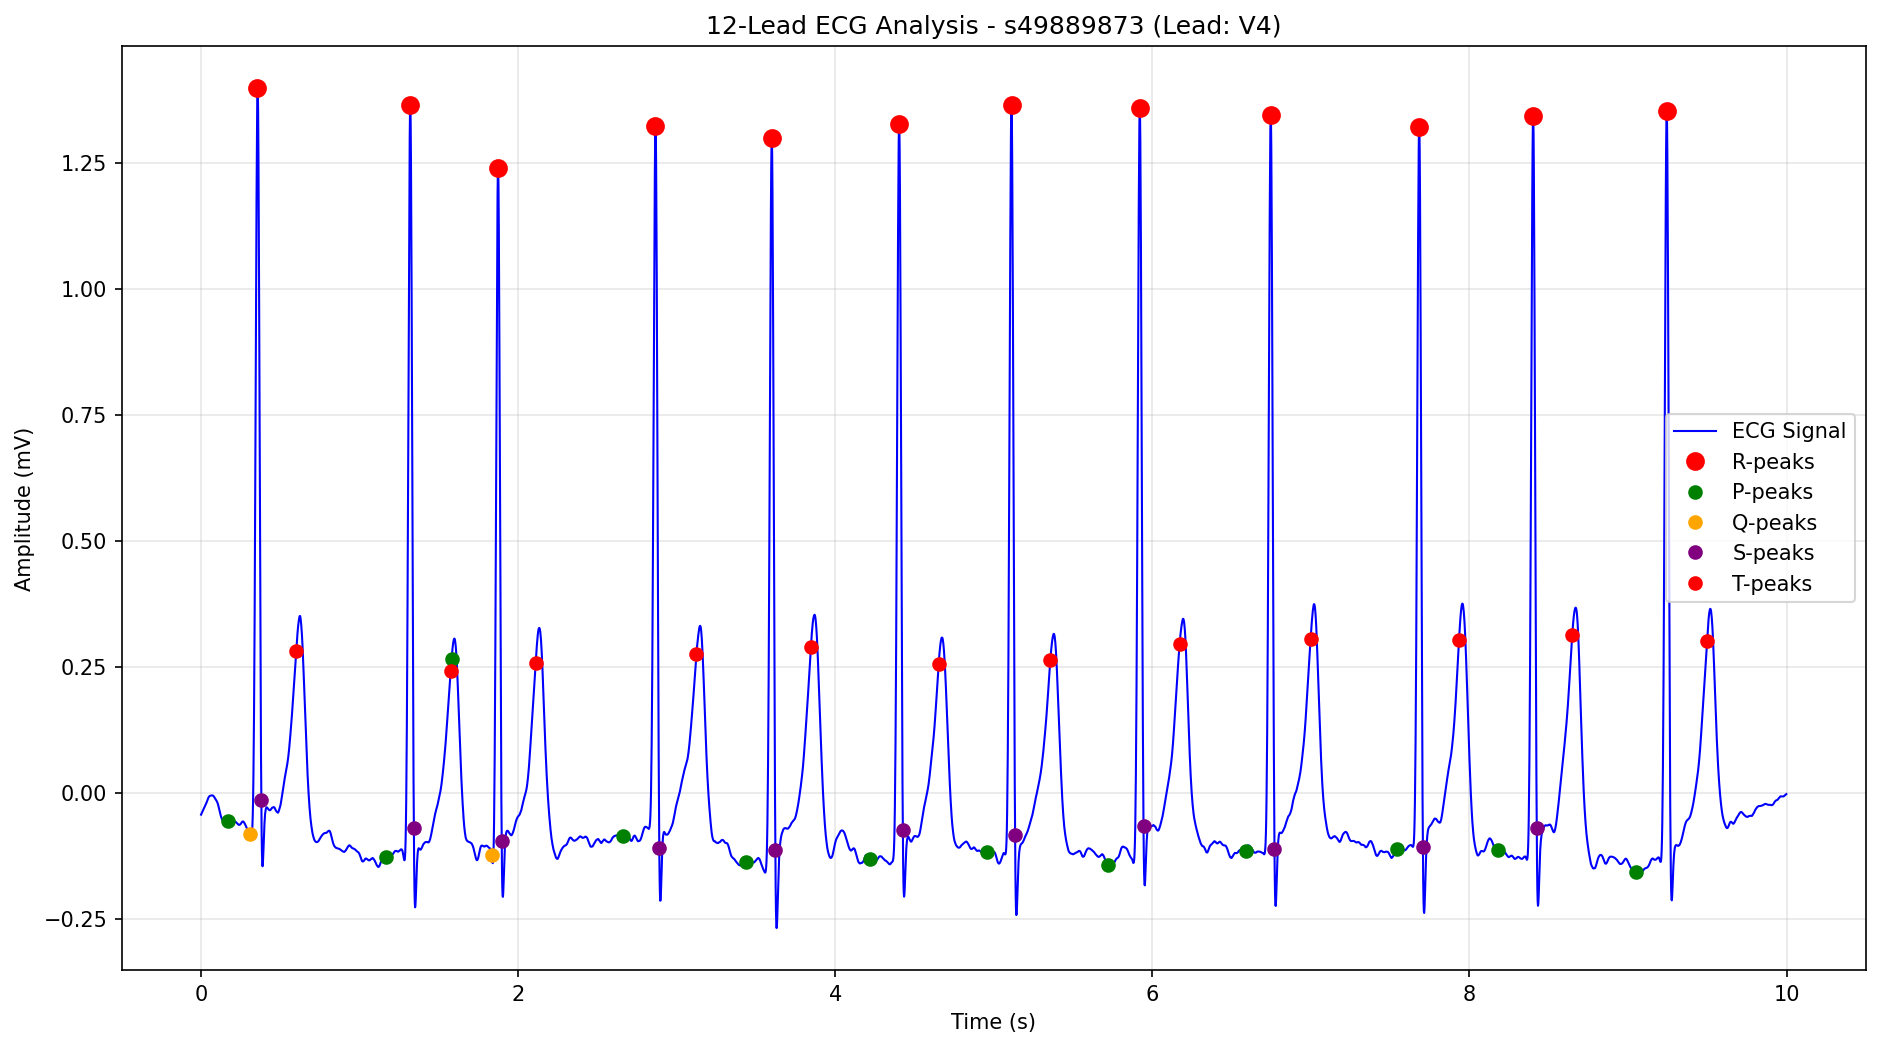 12-Lead ECG Analysis - s49889873 (Lead: V4)
Amplitude (mV)
1.25
1.00
0.75
0.50
0.25
0.00
−0.25
ECG Signal
R-peaks
P-peaks
Q-peaks
S-peaks
T-peaks
0 2 4 6 8 10
Time (s)